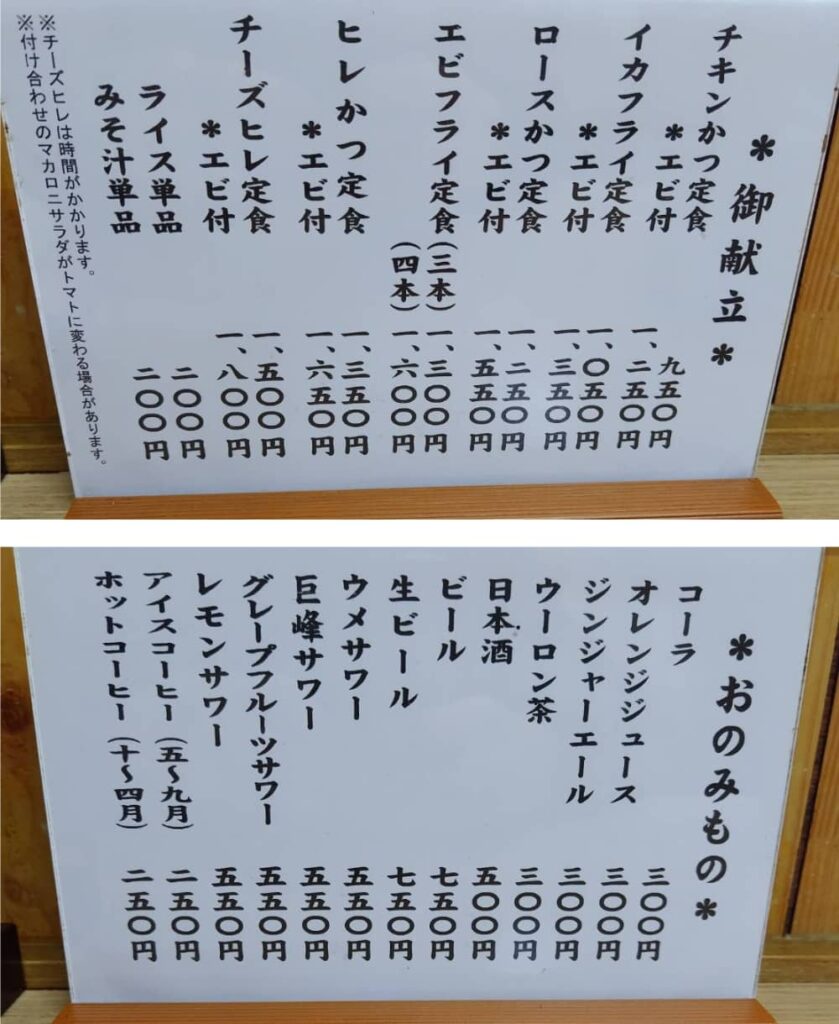 ＊御献立＊
チキンかつ定食 九五〇円
＊エビ付 一、二五〇円
イカフライ定食 一、〇五〇円
＊エビ付 一、三五〇円
ロースかつ定食 一、二五〇円
＊エビ付 一、五五〇円
エビフライ定食（三本） 一、三〇〇円
（四本） 一、六〇〇円
ヒレかつ定食 一、三五〇円
＊エビ付 一、六五〇円
チーズヒレ定食 一、五〇〇円
＊エビ付 一、八〇〇円
ライス単品 二〇〇円
みそ汁単品 二〇〇円
※チーズヒレは時間がかかります。
※付け合わせのマカロニサラダがトマトに変わる場合があります。
＊おのみもの＊
コーラ 三〇〇円
オレンジジュース 三〇〇円
ジンジャーエール 三〇〇円
ウーロン茶 三〇〇円
日本酒 五〇〇円
ビール 七五〇円
生ビール 七五〇円
ウメサワー 五五〇円
巨峰サワー 五五〇円
グレープフルーツサワー 五五〇円
レモンサワー 五五〇円
アイスコーヒー（五〜九月） 二五〇円
ホットコーヒー（十〜四月） 二五〇円